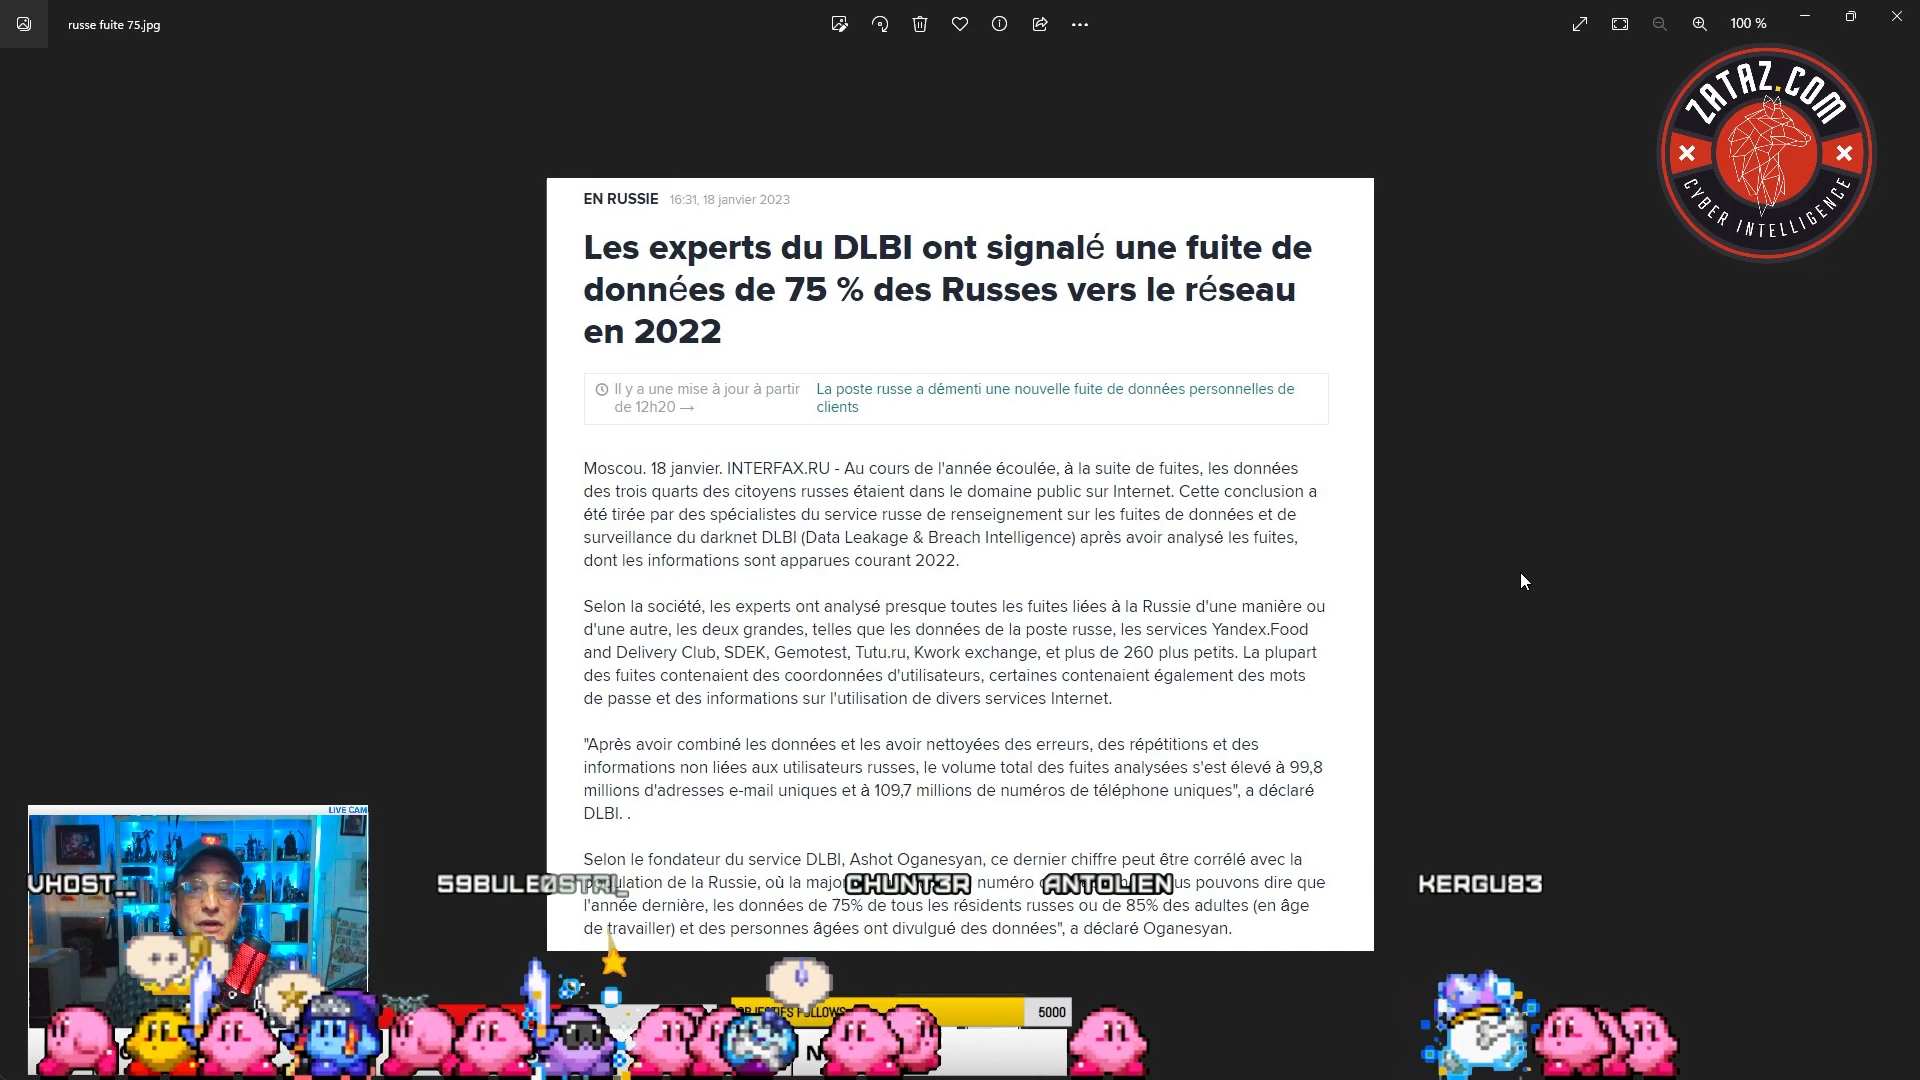 russe fuite 75.jpg
100 %
ZATAZ.COM
CYBER INTELLIGENCE
EN RUSSIE 16:31, 18 janvier 2023
Les experts du DLBI ont signalé une fuite de
données de 75 % des Russes vers le réseau
en 2022
Il y a une mise à jour à partir
de 12h20 →
La poste russe a démenti une nouvelle fuite de données personnelles de
clients
Moscou. 18 janvier. INTERFAX.RU - Au cours de l'année écoulée, à la suite de fuites, les données
des trois quarts des citoyens russes étaient dans le domaine public sur Internet. Cette conclusion a
été tirée par des spécialistes du service russe de renseignement sur les fuites de données et de
surveillance du darknet DLBI (Data Leakage & Breach Intelligence) après avoir analysé les fuites,
dont les informations sont apparues courant 2022.
Selon la société, les experts ont analysé presque toutes les fuites liées à la Russie d'une manière ou
d'une autre, les deux grandes, telles que les données de la poste russe, les services Yandex.Food
and Delivery Club, SDEK, Gemotest, Tutu.ru, Kwork exchange, et plus de 260 plus petits. La plupart
des fuites contenaient des coordonnées d'utilisateurs, certaines contenaient également des mots
de passe et des informations sur l'utilisation de divers services Internet.
"Après avoir combiné les données et les avoir nettoyées des erreurs, des répétitions et des
informations non liées aux utilisateurs russes, le volume total des fuites analysées s'est élevé à 99,8
millions d'adresses e-mail uniques et à 109,7 millions de numéros de téléphone uniques", a déclaré
DLBI. .
Selon le fondateur du service DLBI, Ashot Oganesyan, ce dernier chiffre peut être corrélé avec la
de la Russie, où la numéro pouvons dire que
l'année dernière, les données de 75% de tous les résidents russes ou de 85% des adultes (en âge
de travailler) et des personnes âgées ont divulgué des données", a déclaré Oganesyan.
LIVE CAM
VHOST__
CHUNT3R
ANTOLIEN
KERGU83
5000